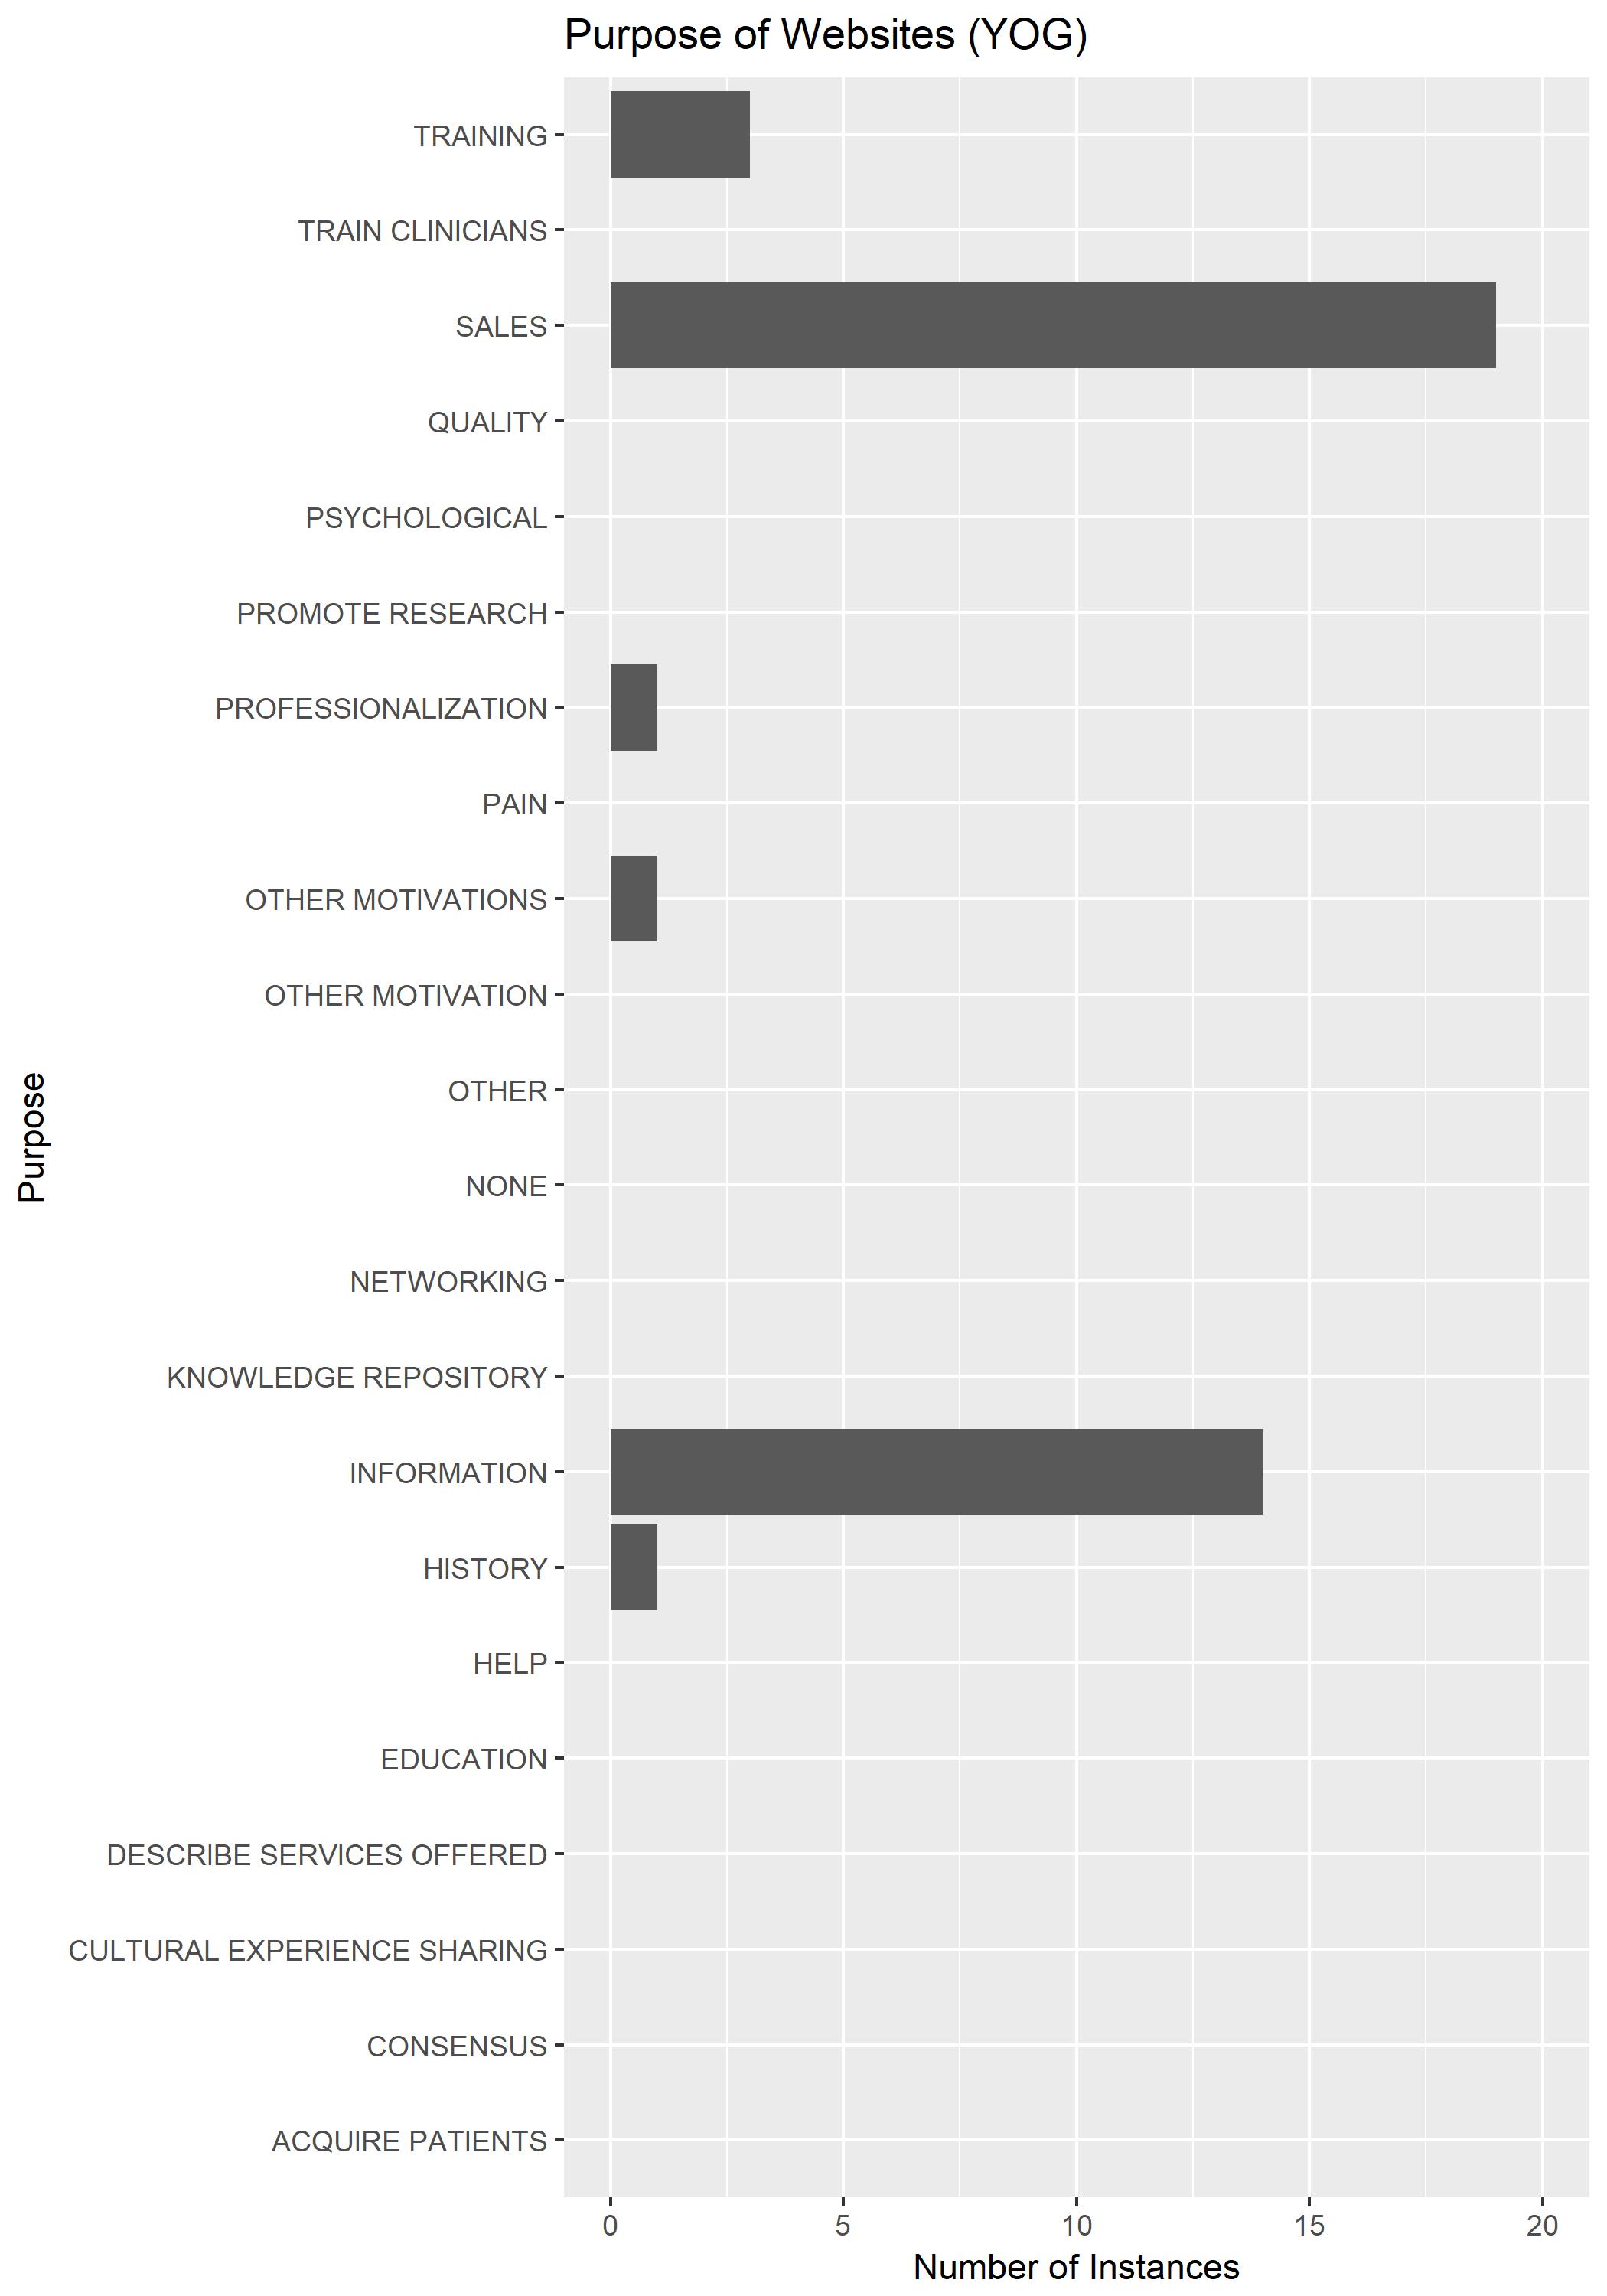 Purpose of Websites (YOG)
TRAINING
TRAIN CLINICIANS
SALES
QUALITY
PSYCHOLOGICAL
PROMOTE RESEARCH
PROFESSIONALIZATION
PAIN
OTHER MOTIVATIONS
OTHER MOTIVATION
OTHER
NONE
NETWORKING
KNOWLEDGE REPOSITORY
INFORMATION
HISTORY
HELP
EDUCATION
DESCRIBE SERVICES OFFERED
CULTURAL EXPERIENCE SHARING
CONSENSUS
ACQUIRE PATIENTS
Purpose
0 5 10 15 20
Number of Instances